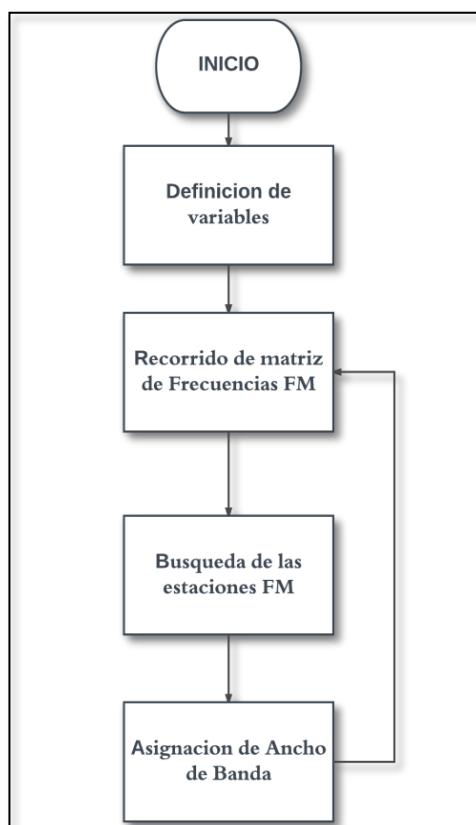 INICIO
Definicion de
variables
Recorrido de matriz
de Frecuencias FM
Busqueda de las
estaciones FM
Asignacion de Ancho
de Banda